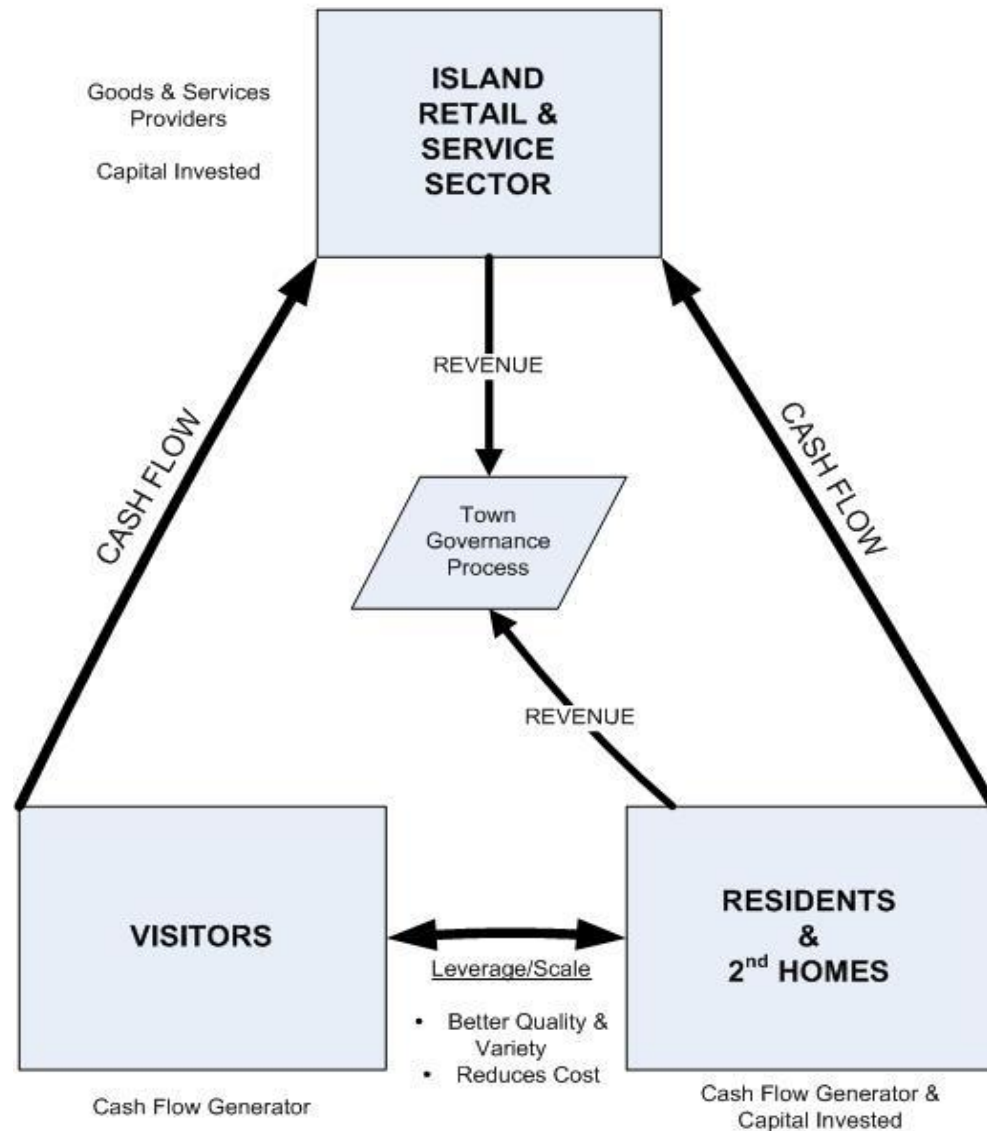 Goods & Services
Providers
Capital Invested
ISLAND
RETAIL &
SERVICE
SECTOR
REVENUE
CASH FLOW
CASH FLOW
Town
Governance
Process
REVENUE
VISITORS
Leverage/Scale
• Better Quality &
Variety
• Reduces Cost
RESIDENTS
&
2nd HOMES
Cash Flow Generator
Cash Flow Generator &
Capital Invested